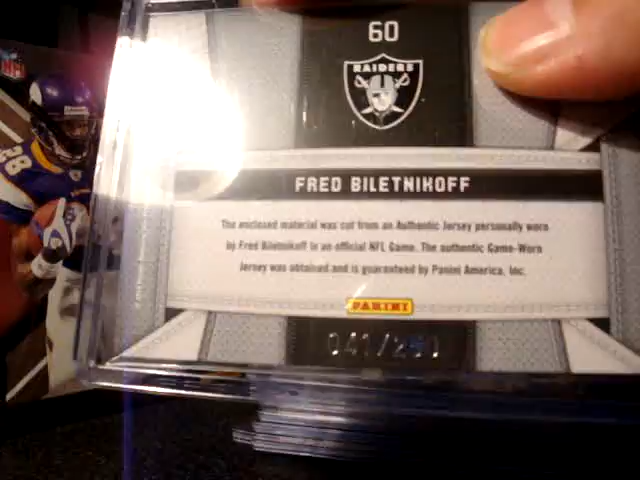 60
RAIDERS
NFL
28
FRED BILETNIKOFF
The enclosed material was cut from an Authentic Jersey personally worn
by Fred Biletnikoff in an official NFL Game. The authentic Game-Worn
Jersey was obtained and is guaranteed by Panini America, Inc.
PANINI
041/250